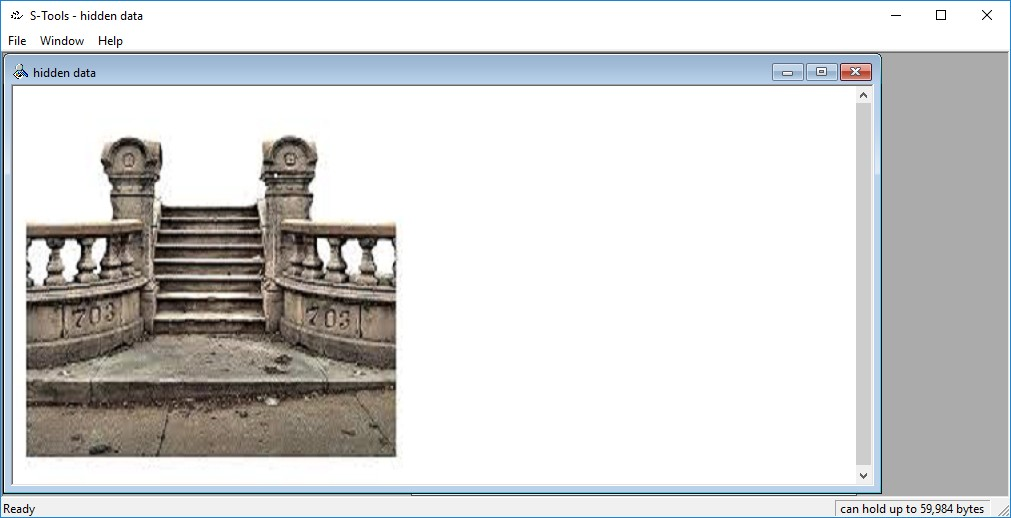 S-Tools - hidden data
File Window Help
hidden data
703 703
Ready can hold up to 59,984 bytes